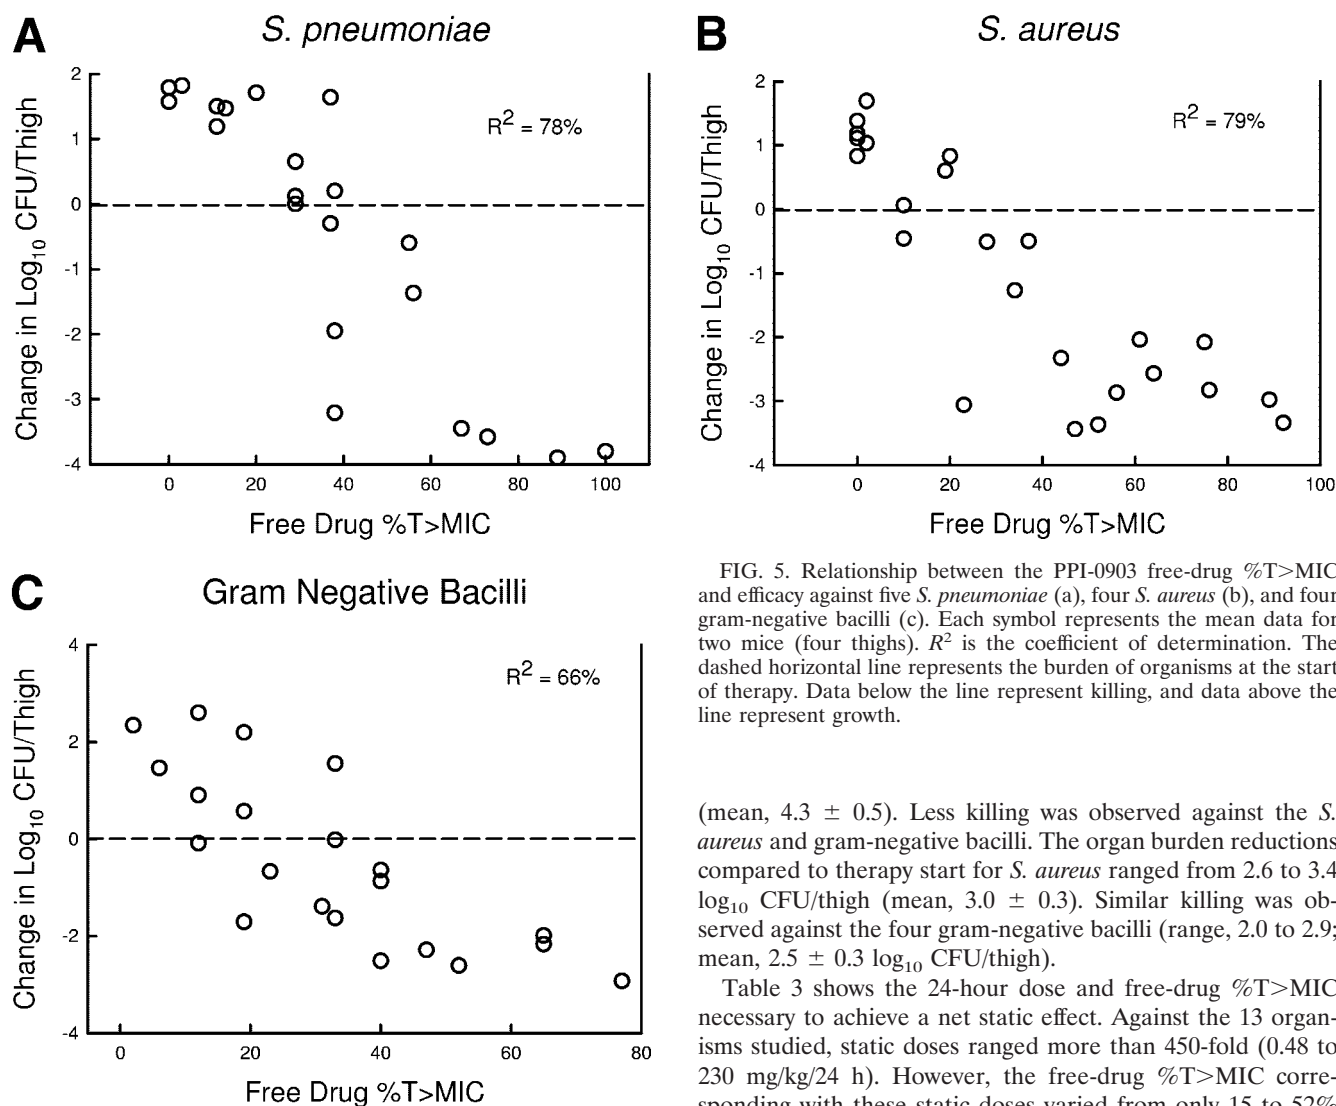 A
S. pneumoniae
Change in Log10 CFU/Thigh
2
1
0
-1
-2
-3
-4
R2 = 78%
0 20 40 60 80 100
Free Drug %T>MIC
B
S. aureus
Change in Log10 CFU/Thigh
2
1
0
-1
-2
-3
-4
R2 = 79%
0 20 40 60 80 100
Free Drug %T>MIC
C
Gram Negative Bacilli
Change in Log10 CFU/Thigh
4
2
0
-2
-4
R2 = 66%
0 20 40 60 80
Free Drug %T>MIC
FIG. 5. Relationship between the PPI-0903 free-drug %T>MIC
and efficacy against five S. pneumoniae (a), four S. aureus (b), and four
gram-negative bacilli (c). Each symbol represents the mean data for
two mice (four thighs). R2 is the coefficient of determination. The
dashed horizontal line represents the burden of organisms at the start
of therapy. Data below the line represent killing, and data above the
line represent growth.
(mean, 4.3 ± 0.5). Less killing was observed against the S.
aureus and gram-negative bacilli. The organ burden reductions
compared to therapy start for S. aureus ranged from 2.6 to 3.4
log10 CFU/thigh (mean, 3.0 ± 0.3). Similar killing was ob-
served against the four gram-negative bacilli (range, 2.0 to 2.9;
mean, 2.5 ± 0.3 log10 CFU/thigh).
Table 3 shows the 24-hour dose and free-drug %T>MIC
necessary to achieve a net static effect. Against the 13 organ-
isms studied, static doses ranged more than 450-fold (0.48 to
230 mg/kg/24 h). However, the free-drug %T>MIC corre-
sponding with these static doses varied from only 15 to 52%